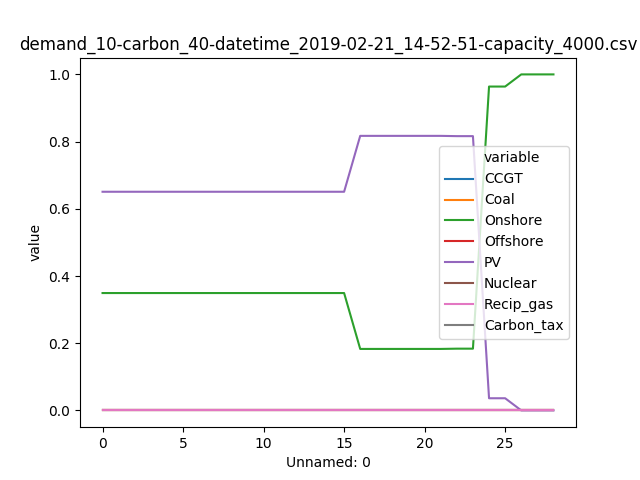 demand_10-carbon_40-datetime_2019-02-21_14-52-51-capacity_4000.csv
1.0
0.8
0.6
0.4
0.2
0.0
value
variable
CCGT
Coal
Onshore
Offshore
PV
Nuclear
Recip_gas
Carbon_tax
0 5 10 15 20 25
Unnamed: 0